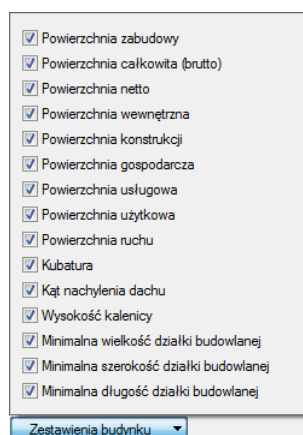 Powierzchnia zabudowy
Powierzchnia całkowita (brutto)
Powierzchnia netto
Powierzchnia wewnętrzna
Powierzchnia konstrukcji
Powierzchnia gospodarcza
Powierzchnia usługowa
Powierzchnia użytkowa
Powierzchnia ruchu
Kubatura
Kąt nachylenia dachu
Wysokość kalenicy
Minimalna wielkość działki budowlanej
Minimalna szerokość działki budowlanej
Minimalna długość działki budowlanej
Zestawienia budynku